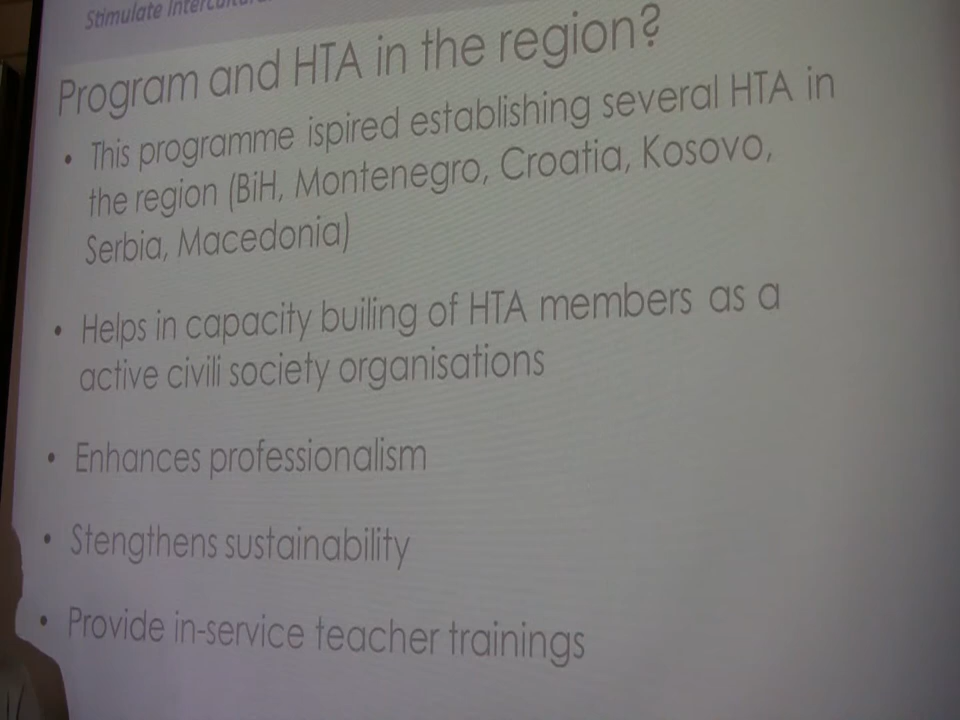 Stimulate
Program and HTA in the region?
• This programme ispired establishing several HTA in
the region (BiH, Montenegro, Croatia, Kosovo,
Serbia, Macedonia)
• Helps in capacity builing of HTA members as a
active civili society organisations
• Enhances professionalism
• Stengthens sustainability
• Provide in-service teacher trainings